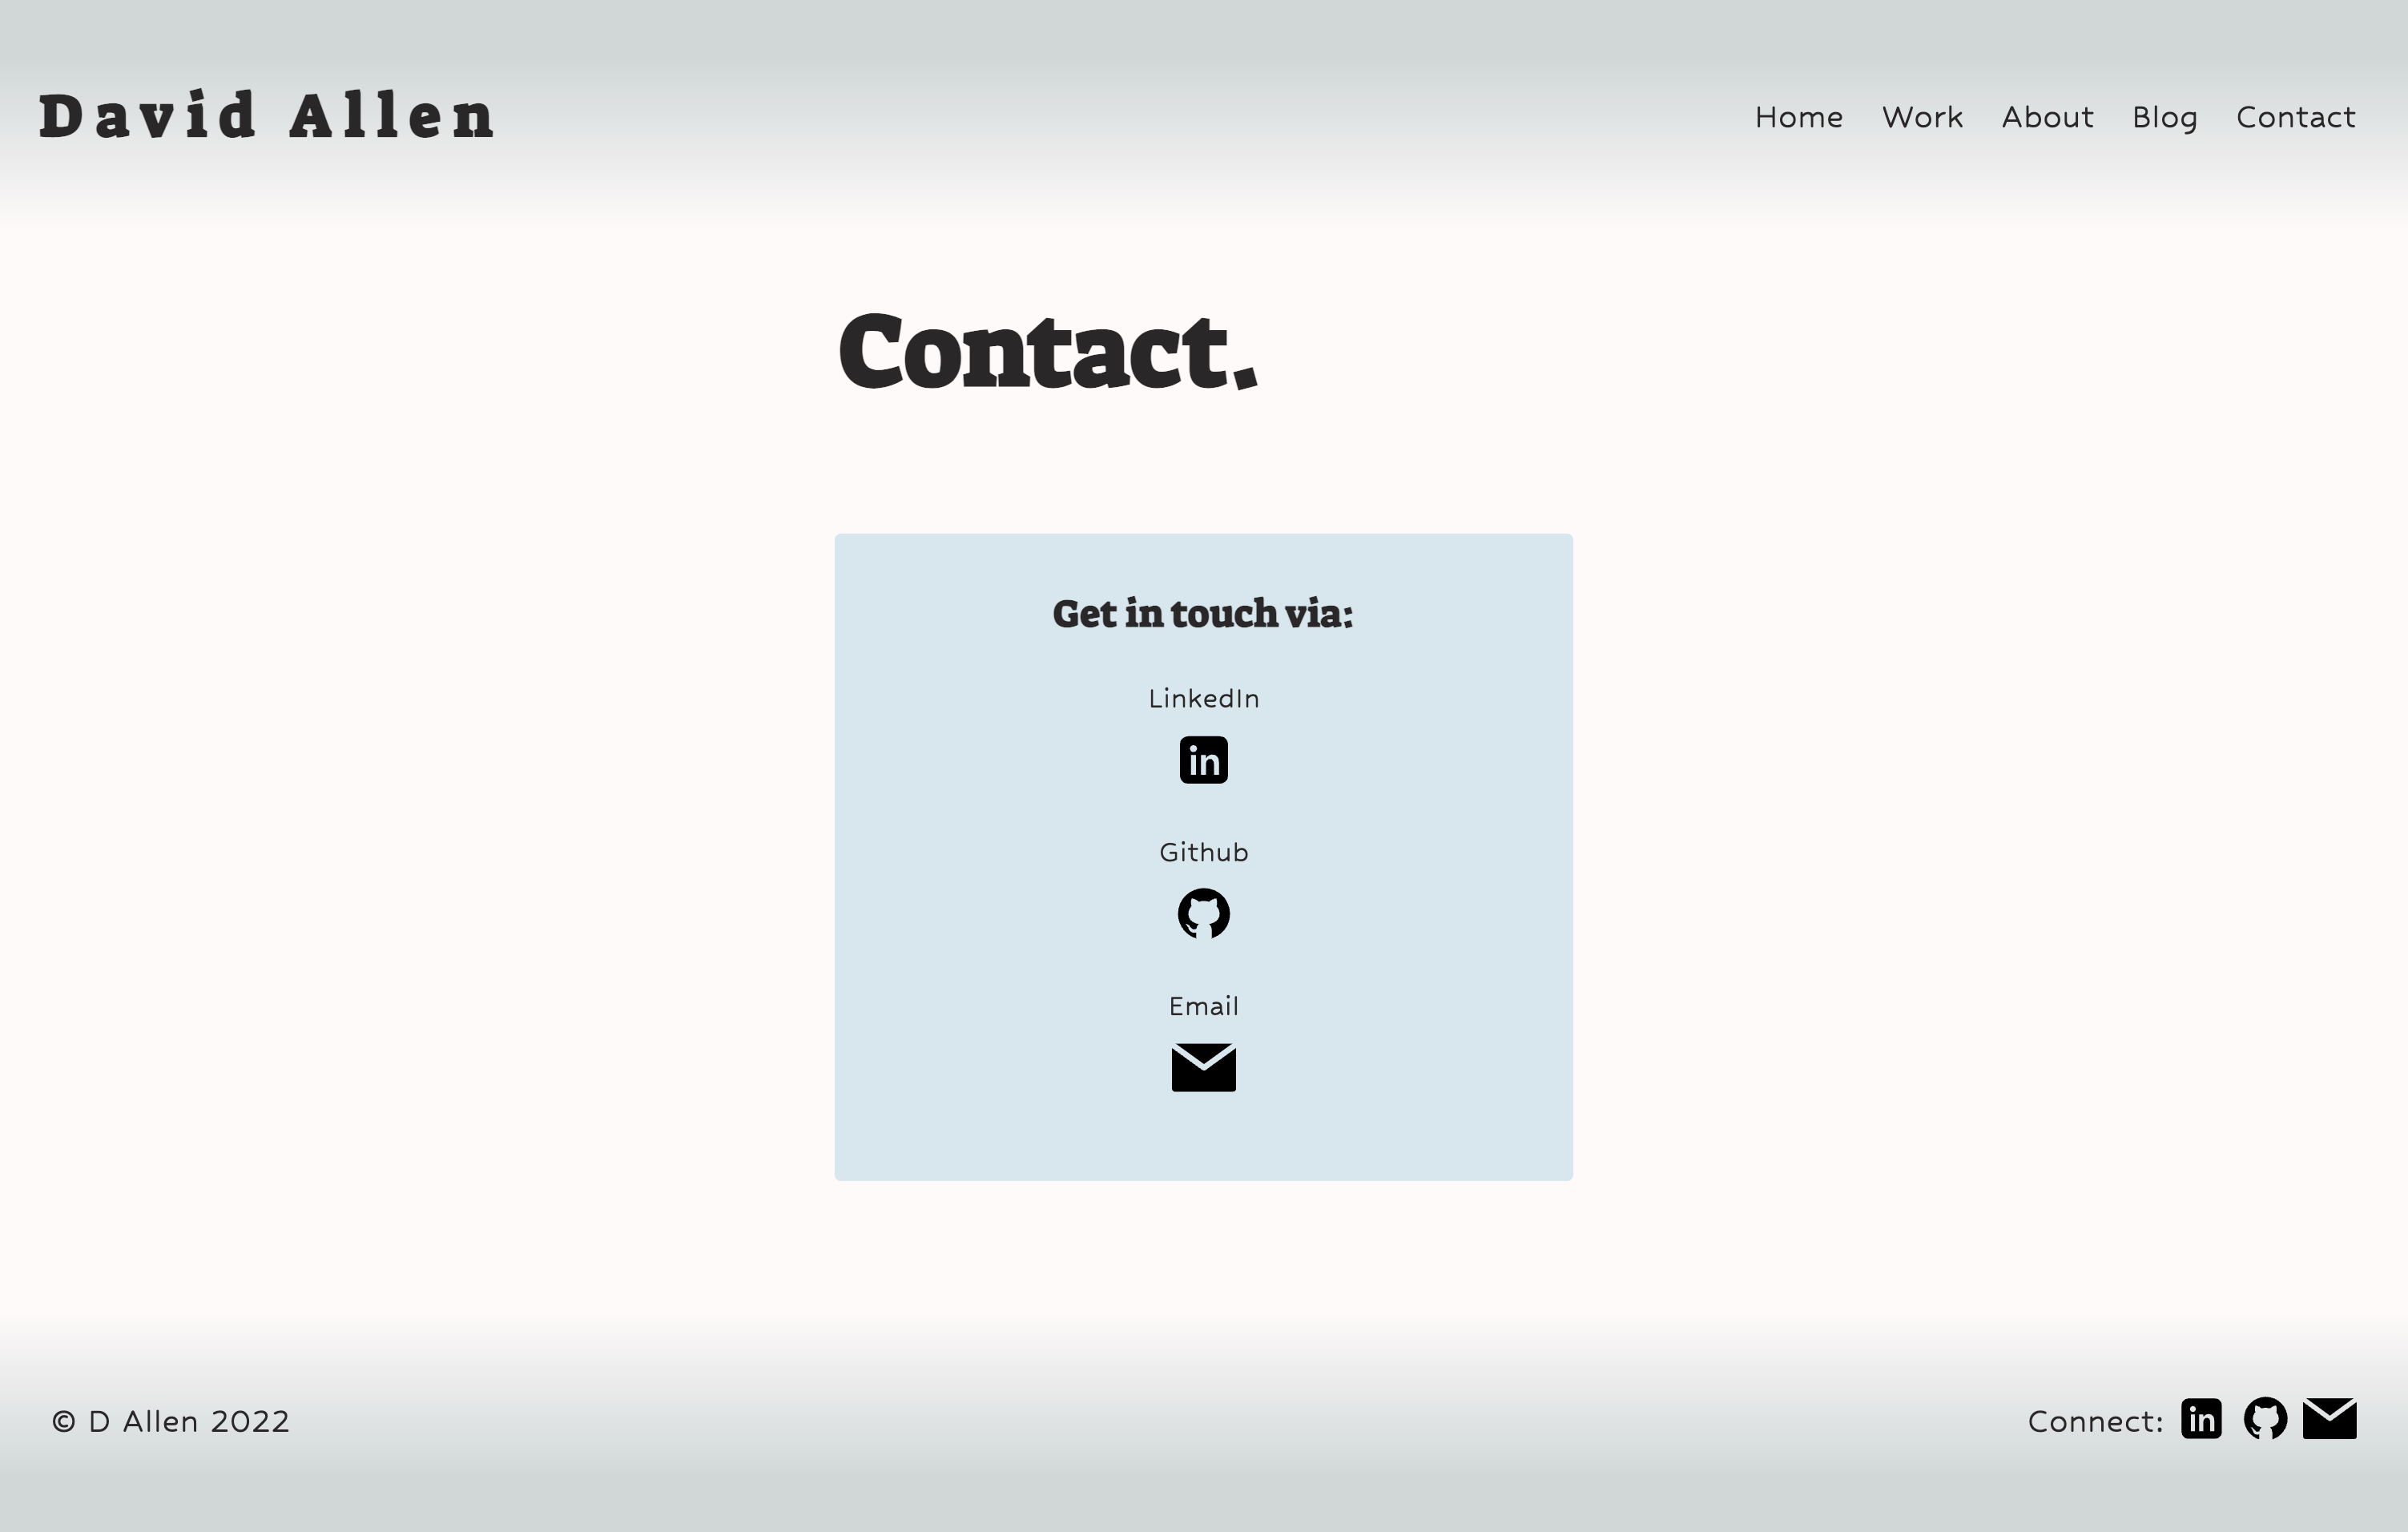 David Allen
Home Work About Blog Contact
Contact.
Get in touch via:
LinkedIn
in
Github
Email
© D Allen 2022
Connect: in